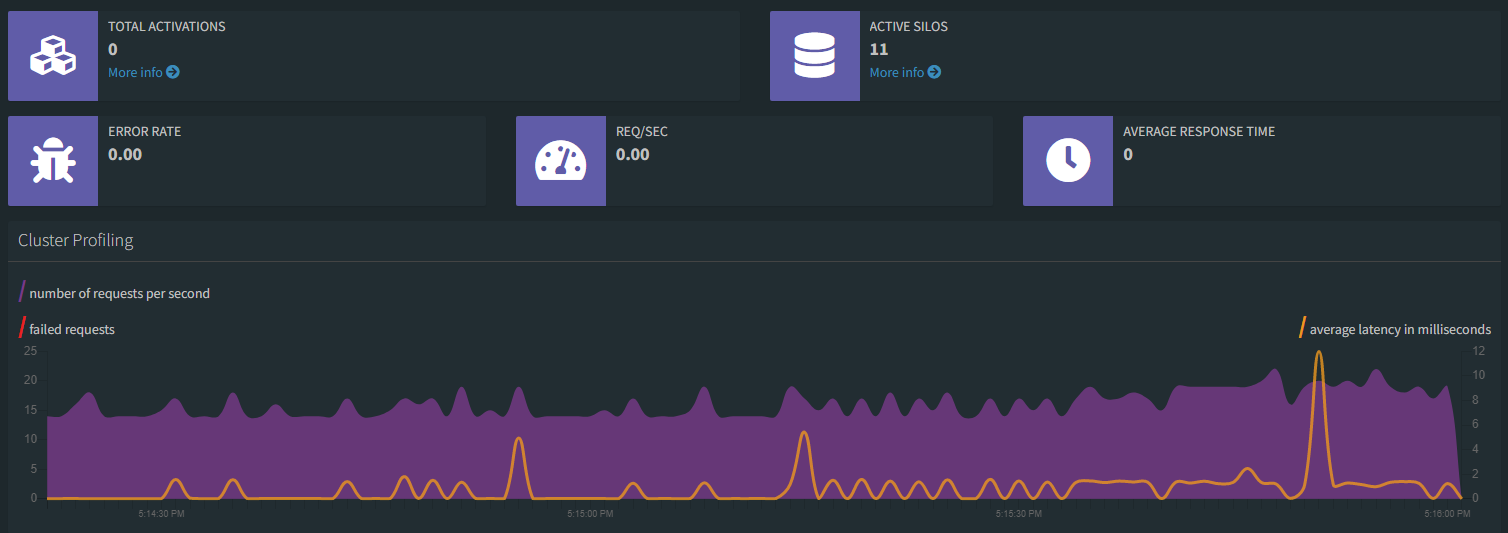 TOTAL ACTIVATIONS
0
More info
ACTIVE SILOS
11
More info
ERROR RATE
0.00
REQ/SEC
0.00
AVERAGE RESPONSE TIME
0
Cluster Profiling
number of requests per second
failed requests
average latency in milliseconds
25
20
15
10
5
0
12
10
8
6
4
2
0
5:14:30 PM
5:15:00 PM
5:15:30 PM
5:16:00 PM